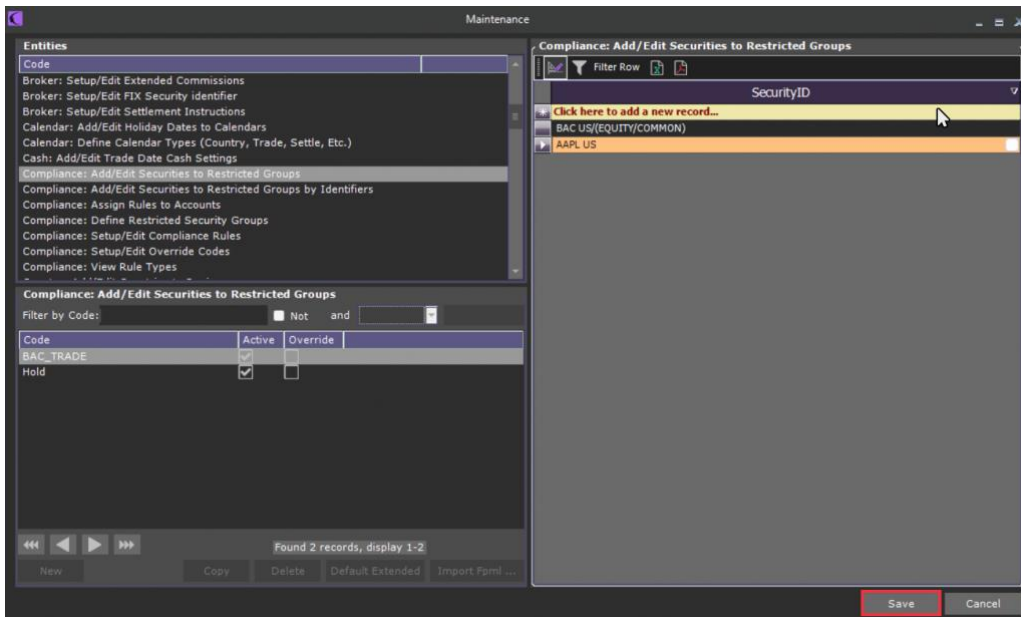 Maintenance
Entities
Code
Broker: Setup/Edit Extended Commissions
Broker: Setup/Edit FIX Security identifier
Broker: Setup/Edit Settlement Instructions
Calendar: Add/Edit Holiday Dates to Calendars
Calendar: Define Calendar Types (Country, Trade, Settle, Etc.)
Cash: Add/Edit Trade Date Cash Settings
Compliance: Add/Edit Securities to Restricted Groups
Compliance: Add/Edit Securities to Restricted Groups by Identifiers
Compliance: Assign Rules to Accounts
Compliance: Define Restricted Security Groups
Compliance: Setup/Edit Compliance Rules
Compliance: Setup/Edit Override Codes
Compliance: View Rule Types
Compliance: Add/Edit Securities to Restricted Groups
Filter by Code: Not and
Code Active Override
BAC_TRADE
Hold
Found 2 records, display 1-2
New Copy Delete Default Extended Import Fpml ...
Compliance: Add/Edit Securities to Restricted Groups
Filter Row
SecurityID
Click here to add a new record...
BAC US/(EQUITY/COMMON)
AAPL US
Save Cancel